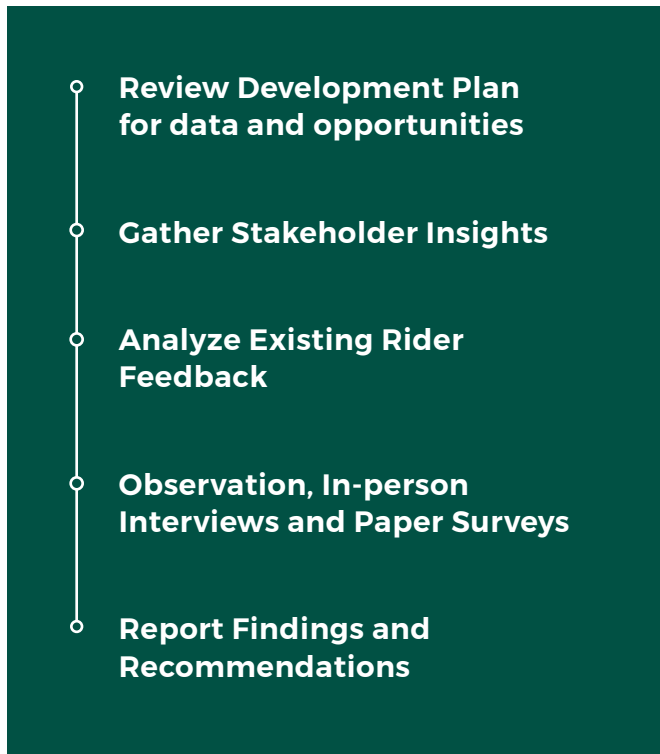 Review Development Plan
for data and opportunities
Gather Stakeholder Insights
Analyze Existing Rider
Feedback
Observation, In-person
Interviews and Paper Surveys
Report Findings and
Recommendations